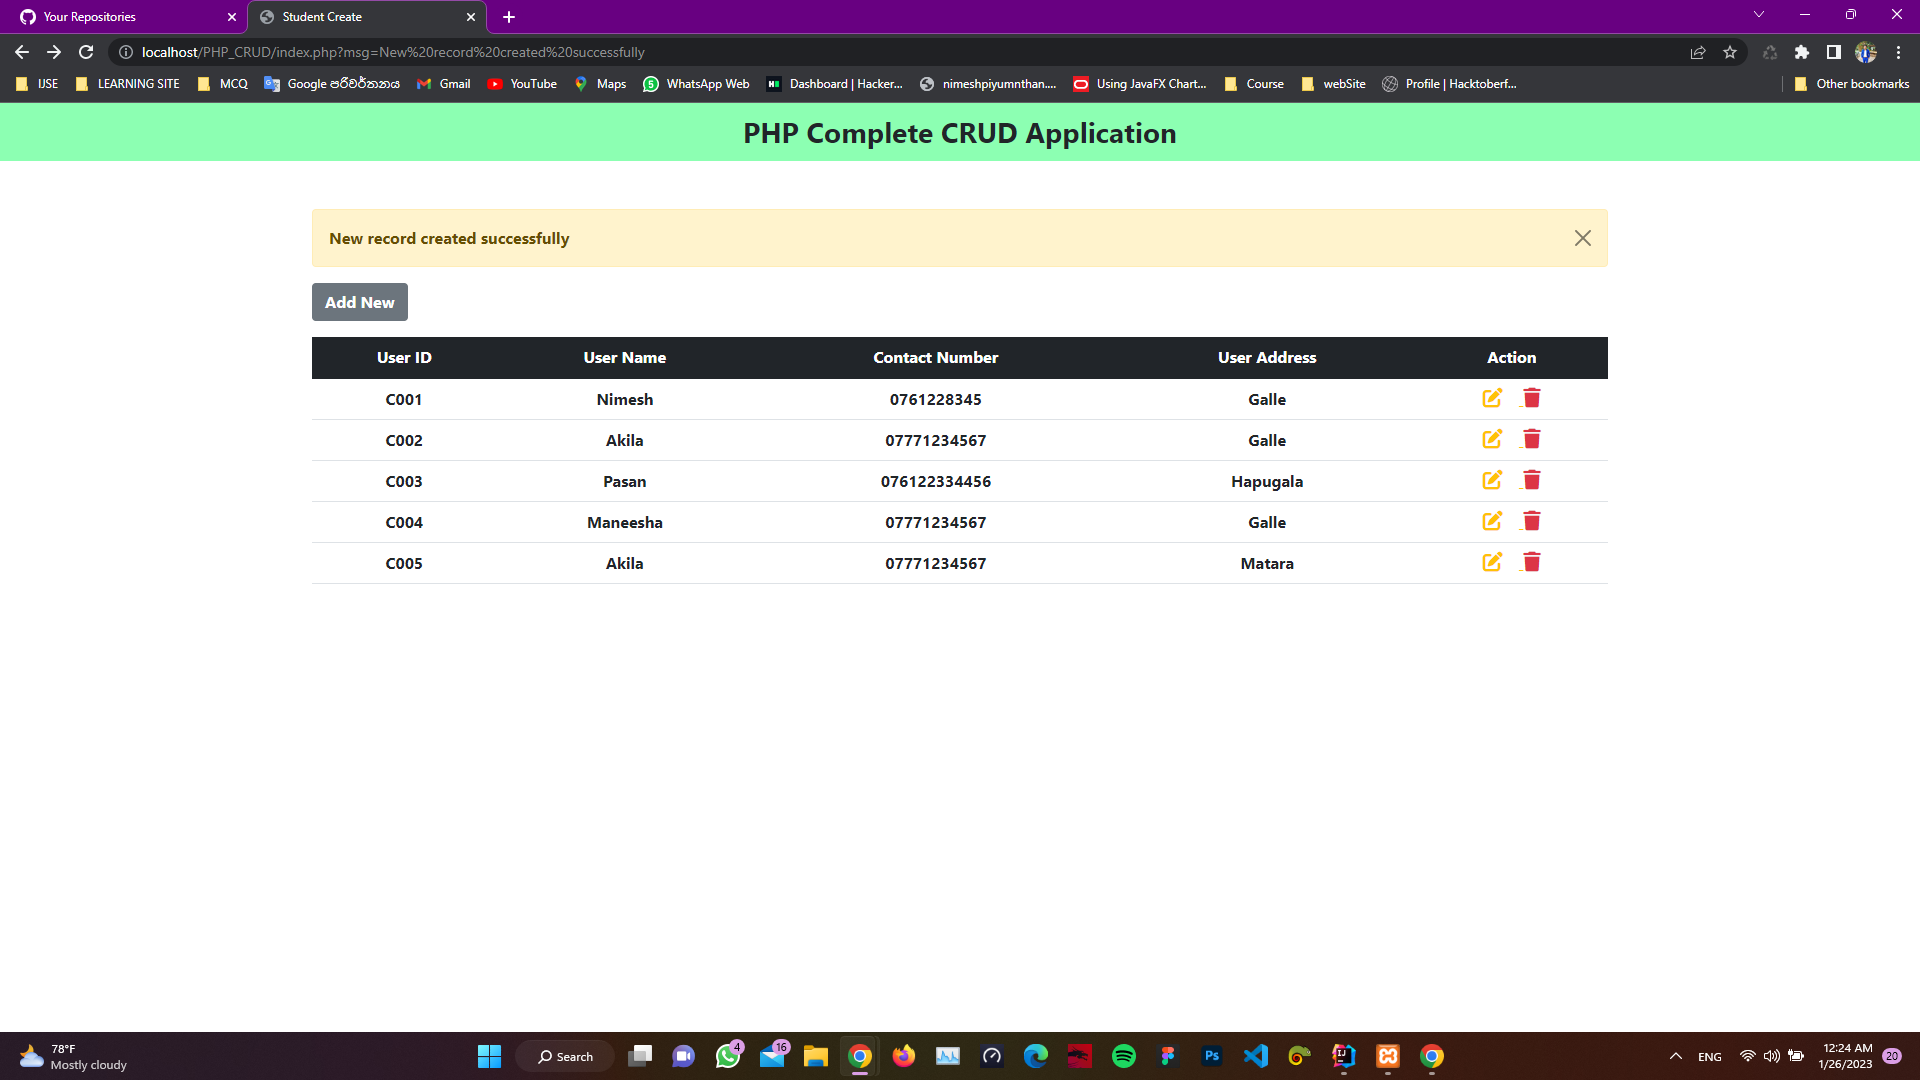 Your Repositories
Student Create
localhost/PHP_CRUD/index.php?msg=New%20record%20created%20successfully
IJSE LEARNING SITE MCQ Google පරිවර්තනය Gmail YouTube Maps WhatsApp Web Dashboard | Hacker... nimeshpiyumnthan.... Using JavaFX Chart... Course webSite Profile | Hacktoberf... Other bookmarks
PHP Complete CRUD Application
New record created successfully
Add New
User ID User Name Contact Number User Address Action
C001 Nimesh 0761228345 Galle
C002 Akila 07771234567 Galle
C003 Pasan 076122334456 Hapugala
C004 Maneesha 07771234567 Galle
C005 Akila 07771234567 Matara
78°F
Mostly cloudy
Search
4
16
Ps
ENG
12:24 AM
1/26/2023
20